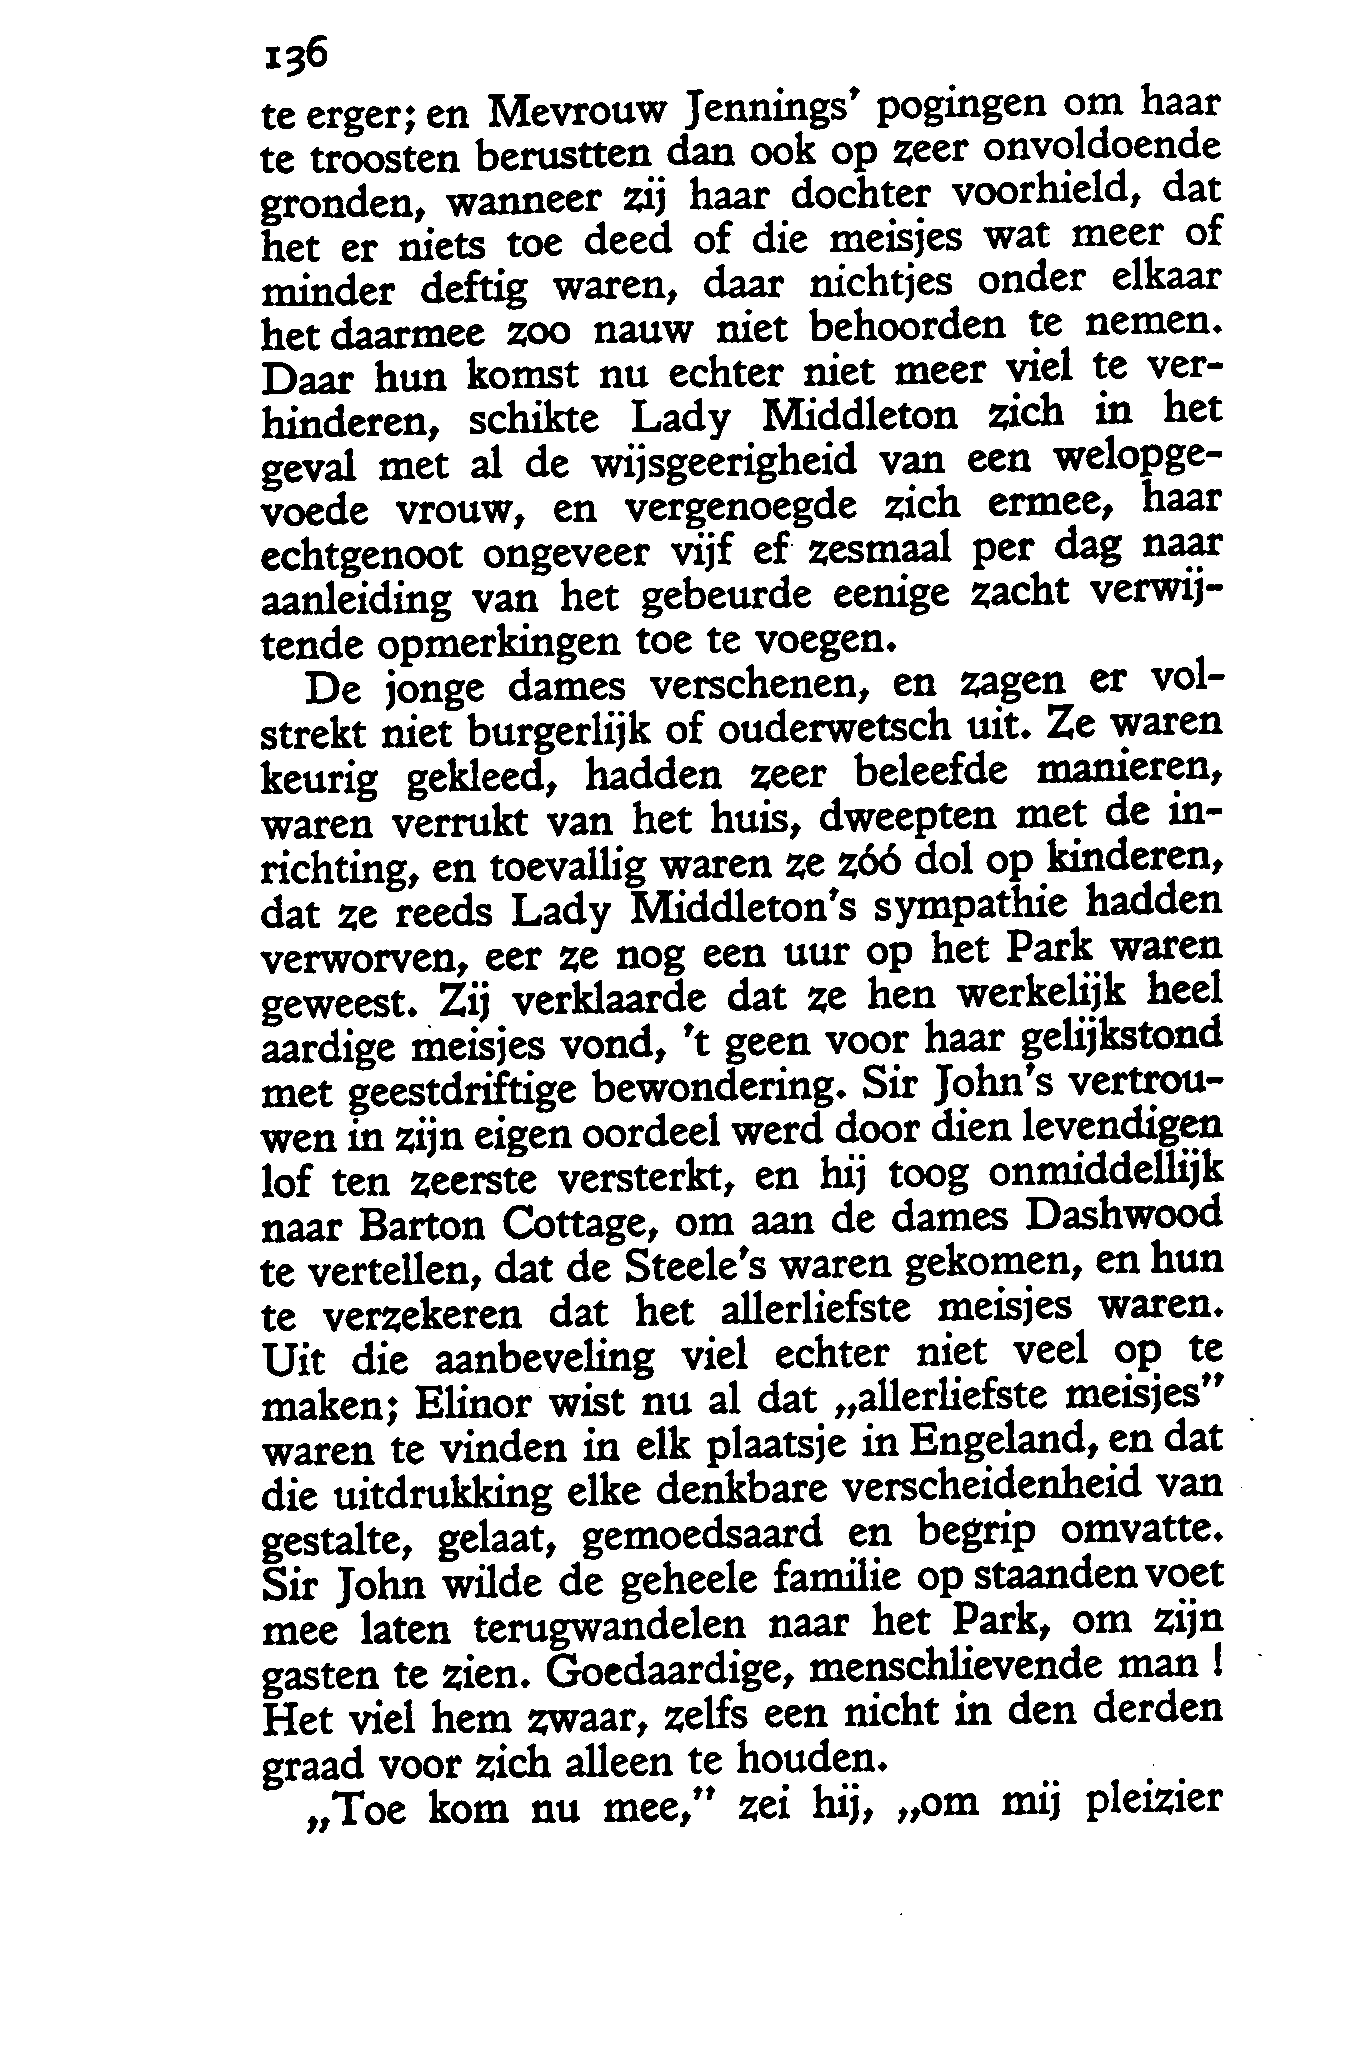 136
te erger; en Mevrouw Jennings' pogingen om haar
te troosten berustten dan ook op zeer onvoldoende
gronden, wanneer zij haar dochter voorhield, dat
het er niets toe deed of die meisjes wat meer of
minder deftig waren, daar nichtjes onder elkaar
het daarmee zoo nauw niet behoorden te nemen.
Daar hun komst nu echter niet meer viel te ver-
hinderen, schikte Lady Middleton zich in het
geval met al de wijsgeerigheid van een welopge-
voede vrouw, en vergenoegde zich ermee, haar
echtgenoot ongeveer vijf ef zesmaal per dag naar
aanleiding van het gebeurde eenige zacht verwij-
tende opmerkingen toe te voegen.
De jonge dames verschenen, en zagen er vol-
strekt niet burgerlijk of ouderwetsch uit. Ze waren
keurig gekleed, hadden zeer beleefde manieren,
waren verrukt van het huis, dweepten met de in-
richting, en toevallig waren ze zóó dol op kinderen,
dat ze reeds Lady Middleton's sympathie hadden
verworven, eer ze nog een uur op het Park waren
geweest. Zij verklaarde dat ze hen werkelijk heel
aardige meisjes vond, 't geen voor haar gelijkstond
met geestdriftige bewondering. Sir John's vertrou-
wen in zijn eigen oordeel werd door dien levendigen
lof ten zeerste versterkt, en hij toog onmiddellijk
naar Barton Cottage, om aan de dames Dashwood
te vertellen, dat de Steele's waren gekomen, en hun
te verzekeren dat het allerliefste meisjes waren.
Uit die aanbeveling viel echter niet veel op te
maken; Elinor wist nu al dat „allerliefste meisjes”
waren te vinden in elk plaatsje in Engeland, en dat
die uitdrukking elke denkbare verscheidenheid van
gestalte, gelaat, gemoedsaard en begrip omvatte.
Sir John wilde de geheele familie op staanden voet
mee laten terugwandelen naar het Park, om zijn
gasten te zien. Goedaardige, menschlievende man !
Het viel hem zwaar, zelfs een nicht in den derden
graad voor zich alleen te houden.
„Toe kom nu mee,” zei hij, „om mij pleizier